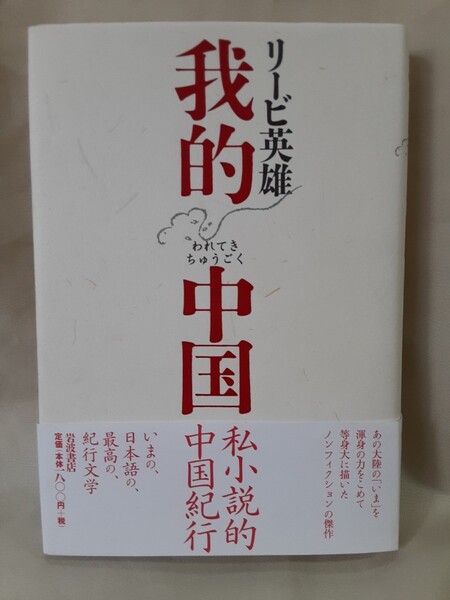 リービ英雄
我的
中国
われてき
ちゅうごく
あの大陸の「いま」を
渾身の力をこめて
等身大に描いた
ノンフィクションの傑作
私小説的
中国紀行
いまの、
日本語の、
最高の、
紀行文学
岩波書店
定価(本体一八〇〇円+税)